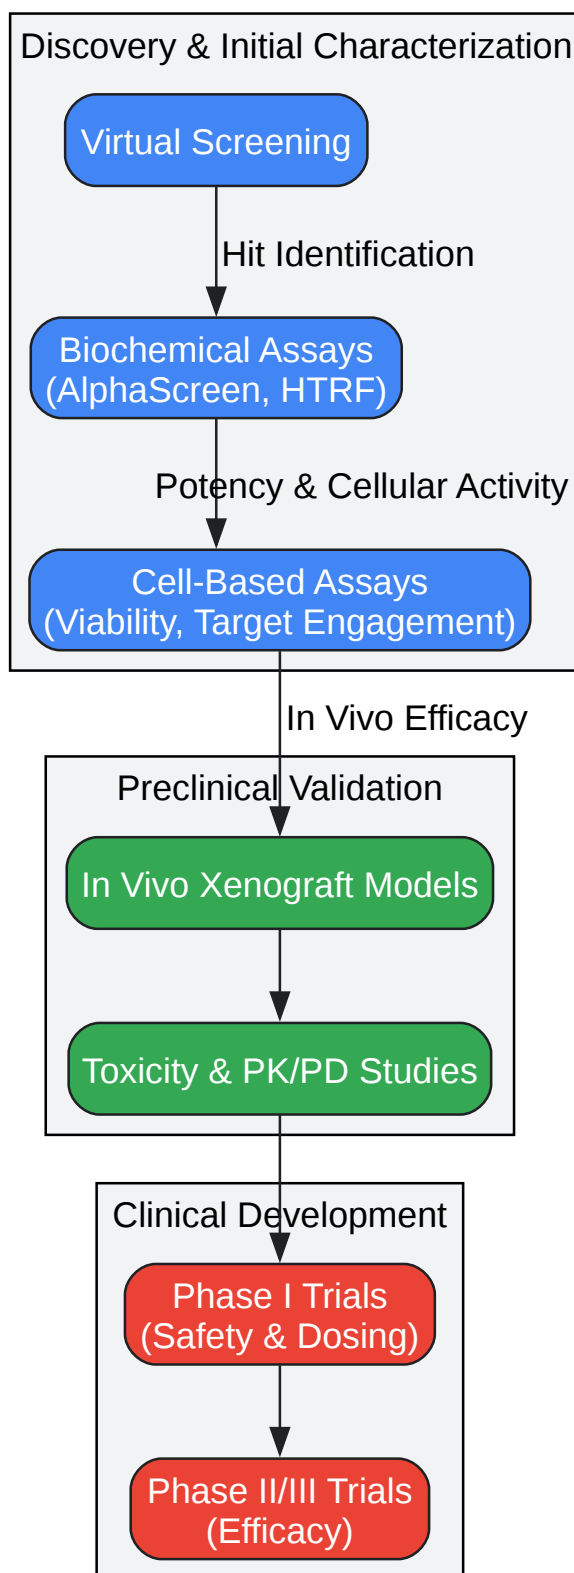 Discovery & Initial Characterization
Virtual Screening
Hit Identification
Biochemical Assays
(AlphaScreen, HTRF)
Potency & Cellular Activity
Cell-Based Assays
(Viability, Target Engagement)
In Vivo Efficacy
Preclinical Validation
In Vivo Xenograft Models
Toxicity & PK/PD Studies
Clinical Development
Phase I Trials
(Safety & Dosing)
Phase II/III Trials
(Efficacy)